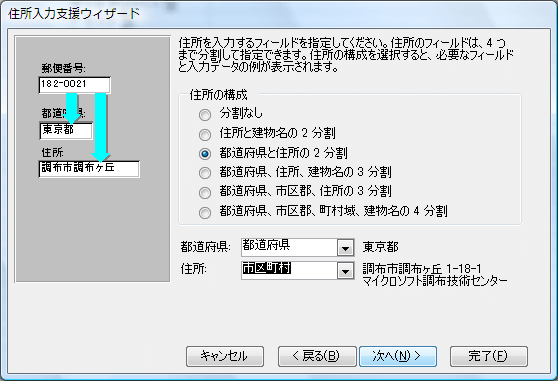 住所入力支援ウィザード
住所を入力するフィールドを指定してください。住所のフィールドは、4 つ
まで分割して指定できます。住所の構成を選択すると、必要なフィールド
と入力データの例が表示されます。
郵便番号:
182-0021
都道府県:
東京都
住所:
調布市調布ヶ丘
住所の構成
分割なし
住所と建物名の 2 分割
都道府県と住所の 2 分割
都道府県、住所、建物名の 3 分割
都道府県、市区郡、住所の 3 分割
都道府県、市区郡、町村域、建物名の 4 分割
都道府県: 都道府県 東京都
住所: 市区町村 調布市調布ヶ丘 1-18-1
マイクロソフト調布技術センター
キャンセル < 戻る(B) 次へ(N) > 完了(F)